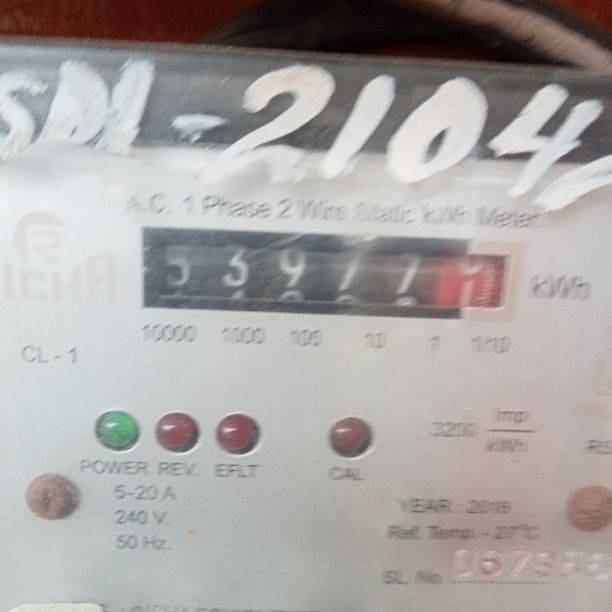 SDI-2104
A.C. 1 Phase 2 Wire Static kWh Meter
RICHA
5 3 9 7 7
kWh
10000 1000 100 10 1 1/10
CL-1
3200 Imp/kWh
POWER REV. EFLT CAL
5-20 A
240 V.
50 Hz.
YEAR : 2016
Ref. Temp. - 27°C
SL. No.